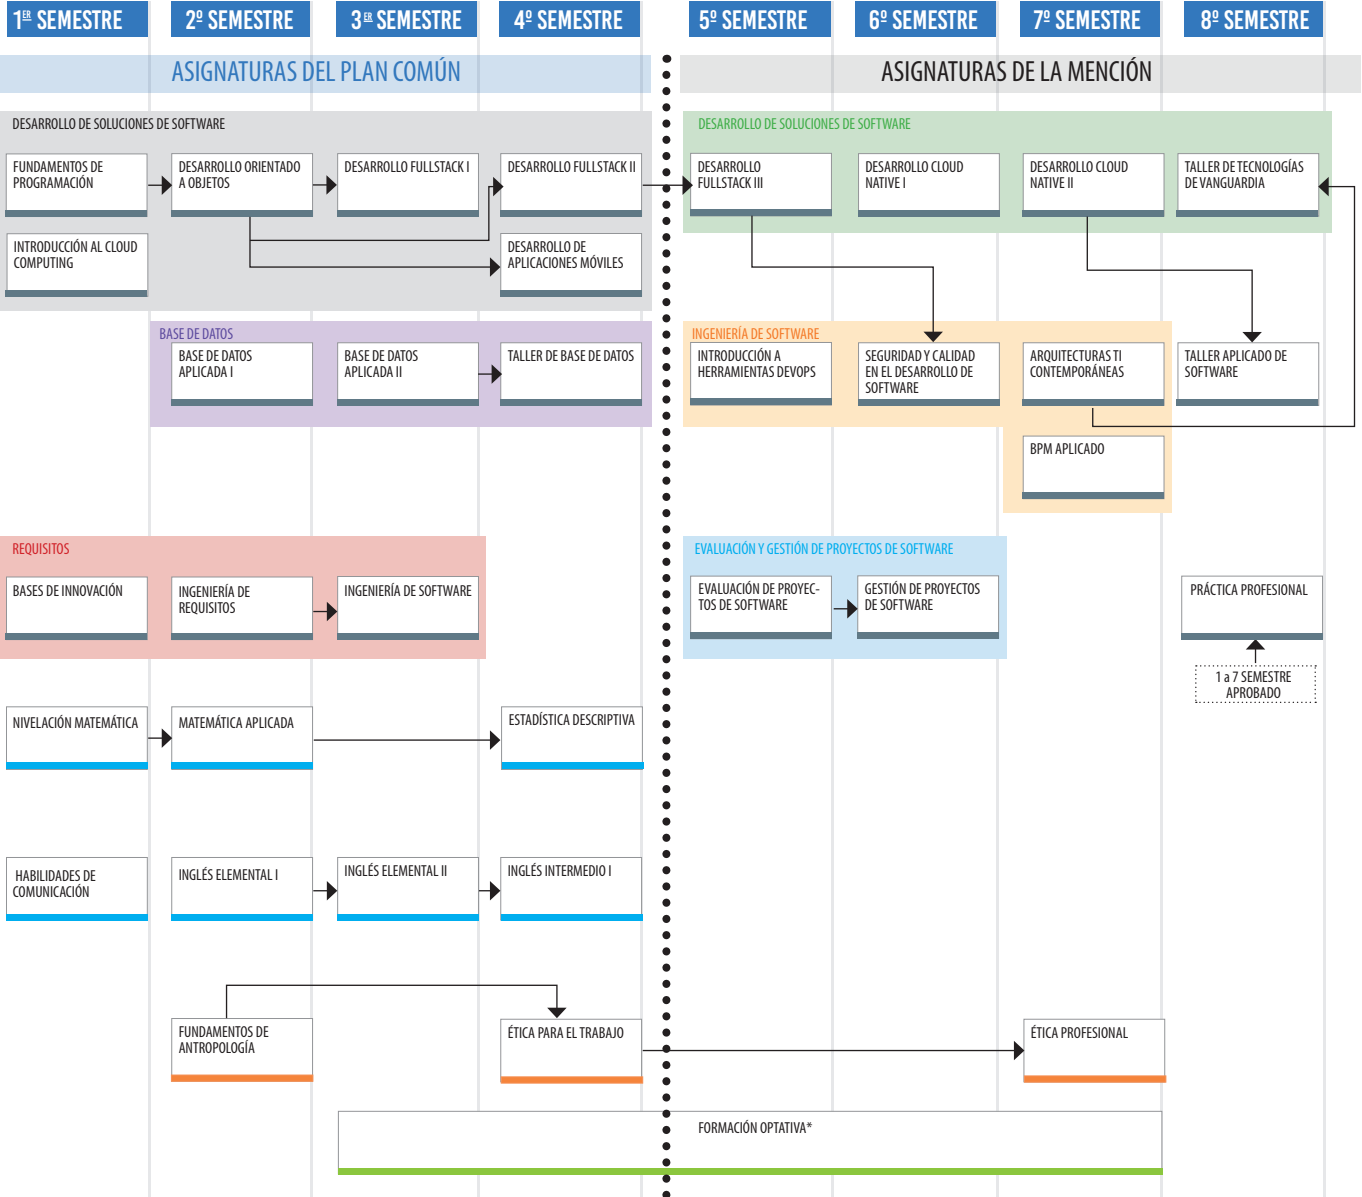 1ER SEMESTRE
2º SEMESTRE
3ER SEMESTRE
4º SEMESTRE
5º SEMESTRE
6º SEMESTRE
7º SEMESTRE
8º SEMESTRE
ASIGNATURAS DEL PLAN COMÚN
ASIGNATURAS DE LA MENCIÓN
DESARROLLO DE SOLUCIONES DE SOFTWARE
FUNDAMENTOS DE
PROGRAMACIÓN
DESARROLLO ORIENTADO
A OBJETOS
DESARROLLO FULLSTACK I
DESARROLLO FULLSTACK II
INTRODUCCIÓN AL CLOUD
COMPUTING
DESARROLLO DE
APLICACIONES MÓVILES
DESARROLLO DE SOLUCIONES DE SOFTWARE
DESARROLLO
FULLSTACK III
DESARROLLO CLOUD
NATIVE I
DESARROLLO CLOUD
NATIVE II
TALLER DE TECNOLOGÍAS
DE VANGUARDIA
BASE DE DATOS
BASE DE DATOS
APLICADA I
BASE DE DATOS
APLICADA II
TALLER DE BASE DE DATOS
INGENIERÍA DE SOFTWARE
INTRODUCCIÓN A
HERRAMIENTAS DEVOPS
SEGURIDAD Y CALIDAD
EN EL DESARROLLO DE
SOFTWARE
ARQUITECTURAS TI
CONTEMPORÁNEAS
TALLER APLICADO DE
SOFTWARE
BPM APLICADO
REQUISITOS
BASES DE INNOVACIÓN
INGENIERÍA DE
REQUISITOS
INGENIERÍA DE SOFTWARE
EVALUACIÓN Y GESTIÓN DE PROYECTOS DE SOFTWARE
EVALUACIÓN DE PROYEC-
TOS DE SOFTWARE
GESTIÓN DE PROYECTOS
DE SOFTWARE
PRÁCTICA PROFESIONAL
1 a 7 SEMESTRE
APROBADO
NIVELACIÓN MATEMÁTICA
MATEMÁTICA APLICADA
ESTADÍSTICA DESCRIPTIVA
HABILIDADES DE
COMUNICACIÓN
INGLÉS ELEMENTAL I
INGLÉS ELEMENTAL II
INGLÉS INTERMEDIO I
FUNDAMENTOS DE
ANTROPOLOGÍA
ÉTICA PARA EL TRABAJO
ÉTICA PROFESIONAL
FORMACIÓN OPTATIVA*